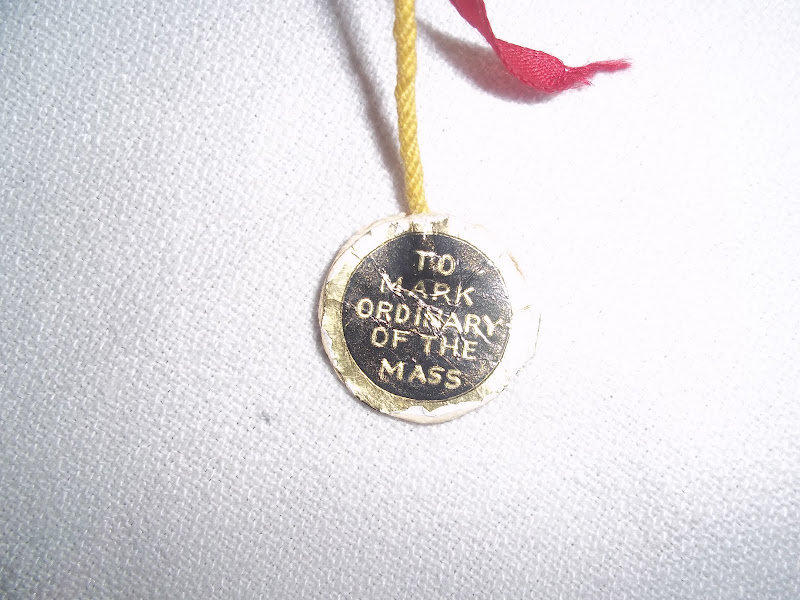 TO
MARK
ORDINARY
OF THE
MASS